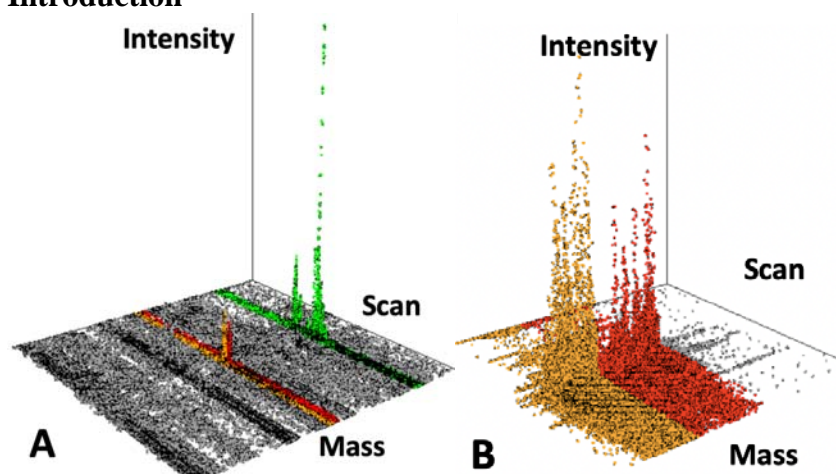 Introduction
Intensity
Intensity
Scan
Scan
A
Mass
B
Mass